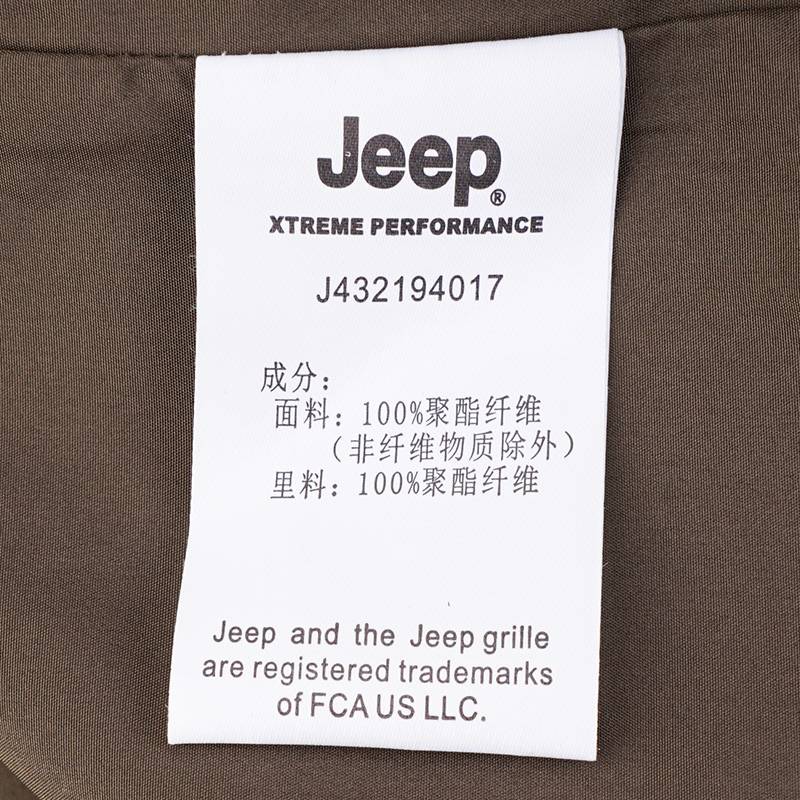 Jeep®
XTREME PERFORMANCE
J432194017
成分：
面料：100%聚酯纤维
（非纤维物质除外）
里料：100%聚酯纤维
Jeep and the Jeep grille
are registered trademarks
of FCA US LLC.